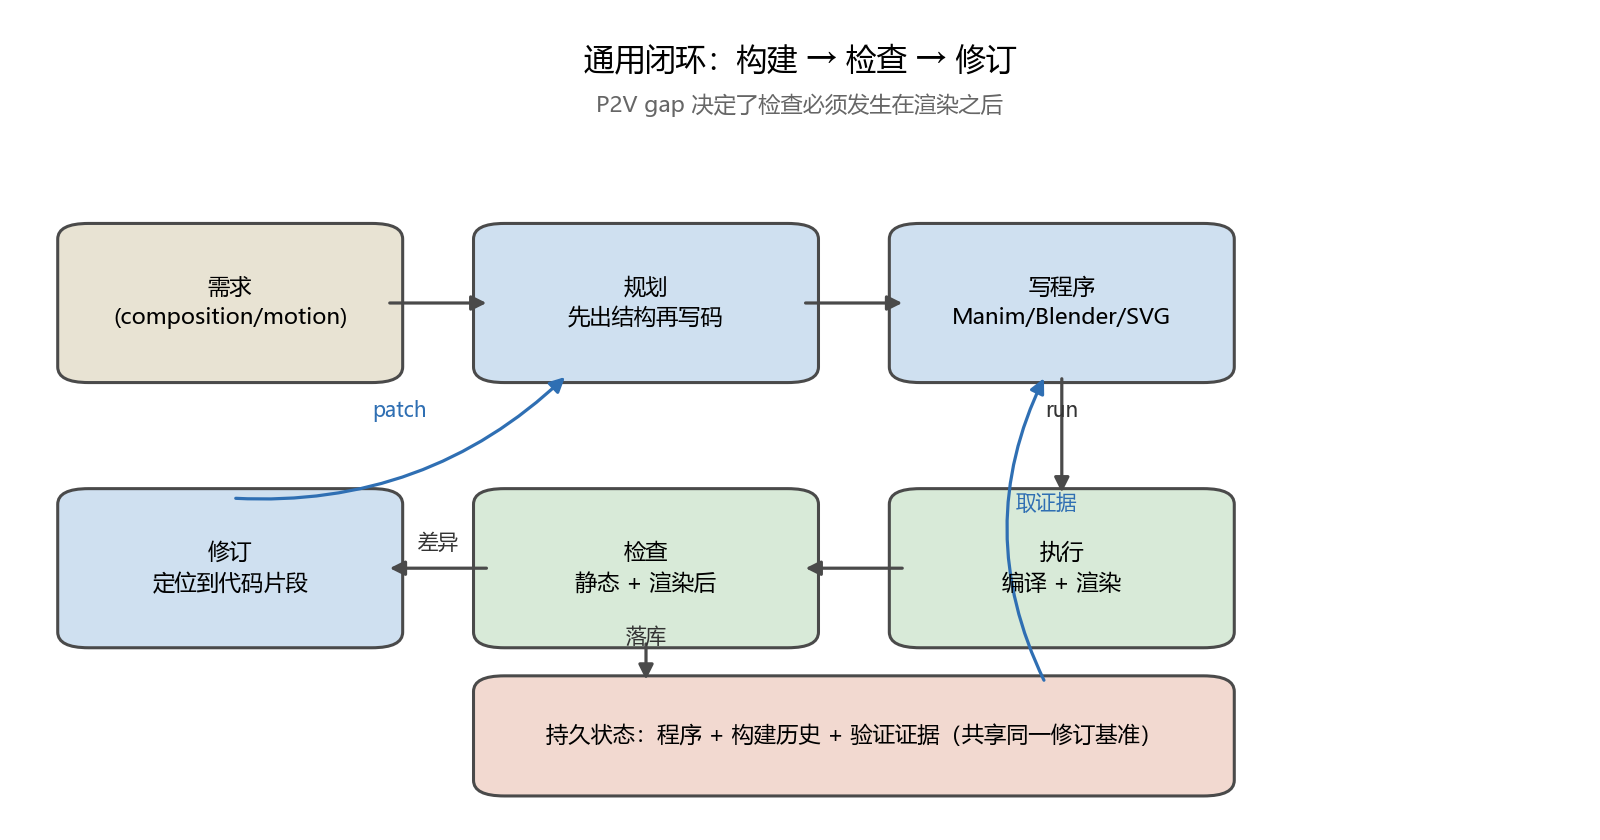 通用闭环：构建 → 检查 → 修订
P2V gap 决定了检查必须发生在渲染之后
需求
(composition/motion)
规划
先出结构再写码
写程序
Manim/Blender/SVG
patch
run
修订
定位到代码片段
差异
检查
静态 + 渲染后
落库
取证据
执行
编译 + 渲染
持久状态：程序 + 构建历史 + 验证证据（共享同一修订基准）